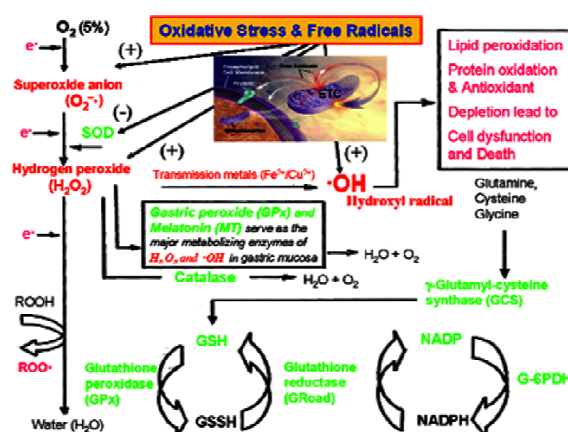 Oxidative Stress & Free Radicals
O₂ (5%)
e•
(+)
Superoxide anion
(O₂⁻•)
(-)
SOD
e•
(+)
(+)
Phospholipid
Cell Membrane
ETC
Hydrogen peroxide
(H₂O₂)
Transmission metals (Fe²⁺/Cu²⁺)
•OH
Hydroxyl radical
Lipid peroxidation
Protein oxidation
& Antioxidant
Depletion lead to
Cell dysfunction
and Death
Glutamine,
Cysteine
Glycine
Gastric peroxide (GPx) and
Melatonin (MT) serve as the
major metabolizing enzymes of
H₂O₂ and •OH in gastric mucosa
H₂O + O₂
Catalase
H₂O + O₂
e•
ROOH
ROO•
Water (H₂O)
γ-Glutamyl-cysteine
synthase (GCS)
Glutathione
peroxidase
(GPx)
GSH
GSSH
Glutathione
reductase
(GRoad)
NADP
NADPH
G-6PDH